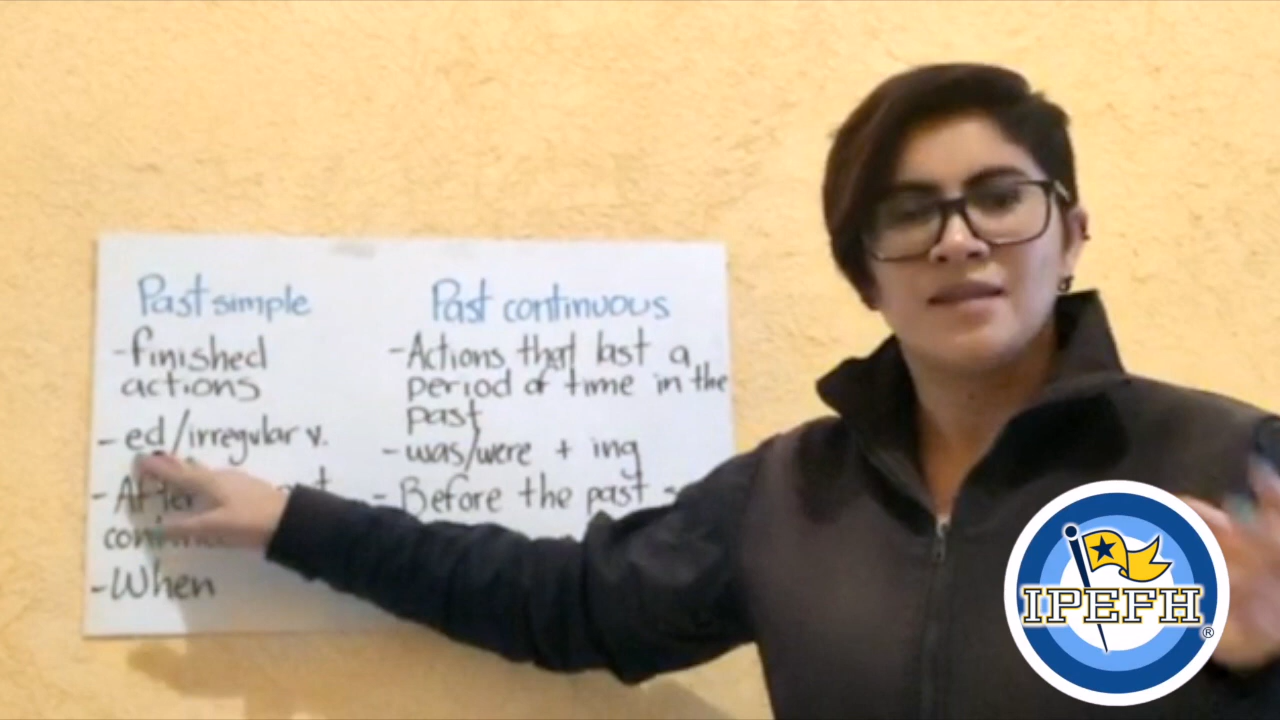 Past simple
-finished
actions
-ed/irregular v.
-After
-When
Past continuous
-Actions that last a
period of time in the
past
-was/were + ing
-Before the past
IPEFH
®